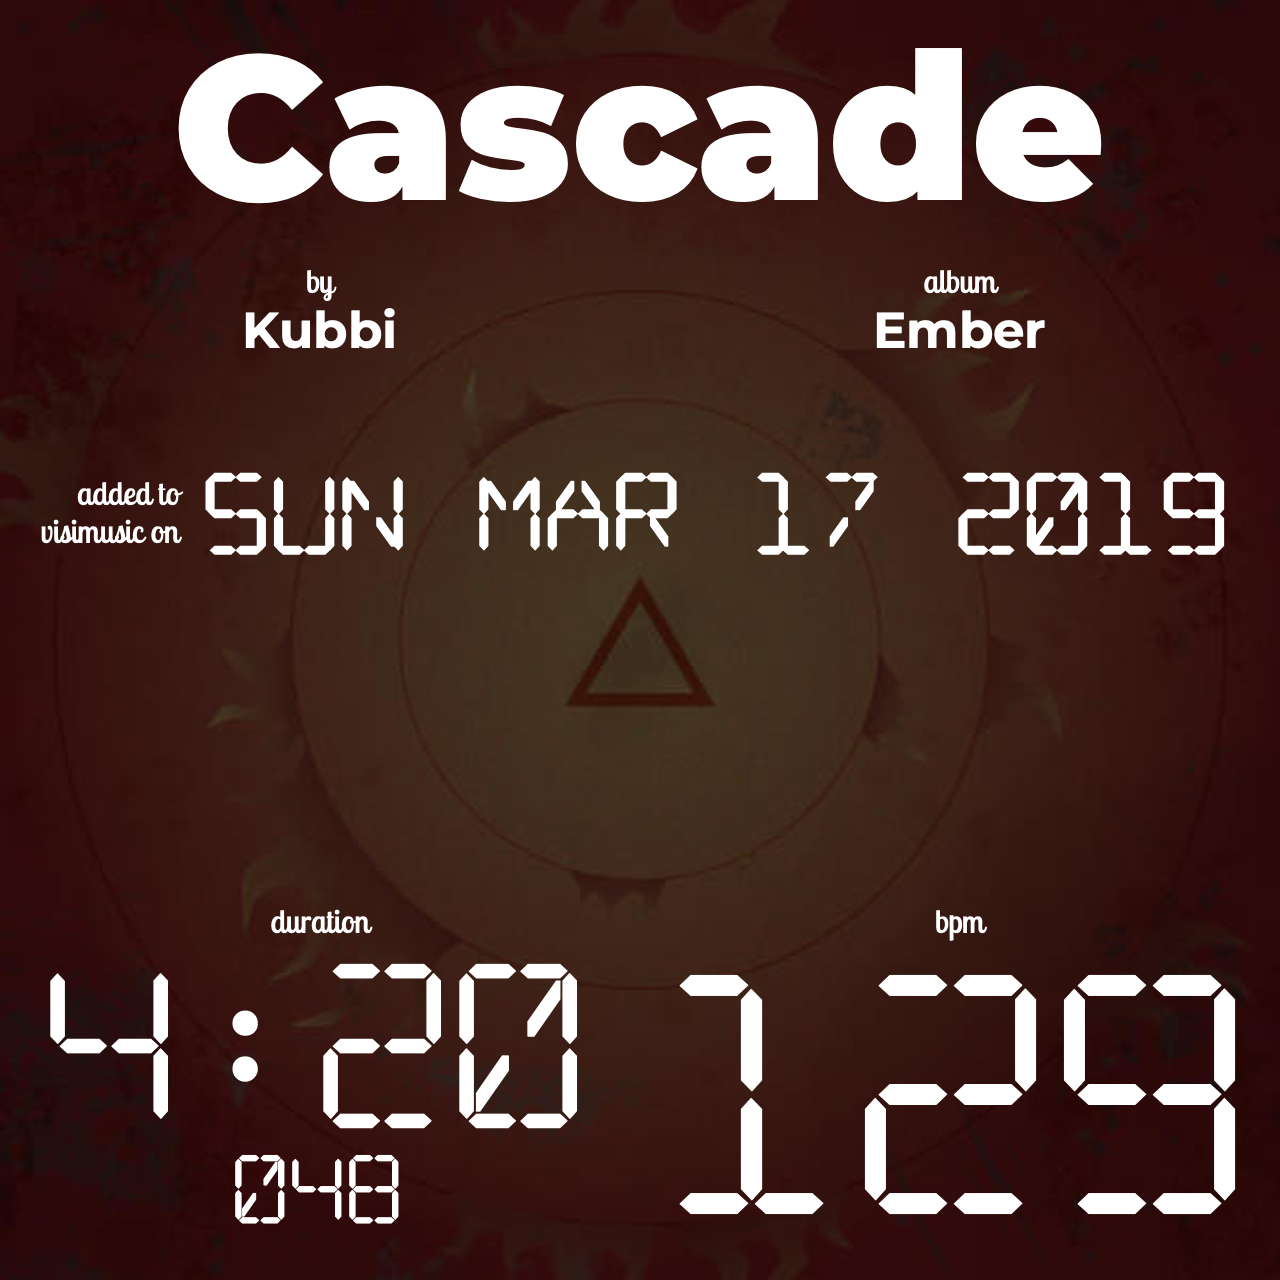 Cascade
by
Kubbi
album
Ember
added to
visimusic on
SUN MAR 17 2019
duration
4:20
048
bpm
129